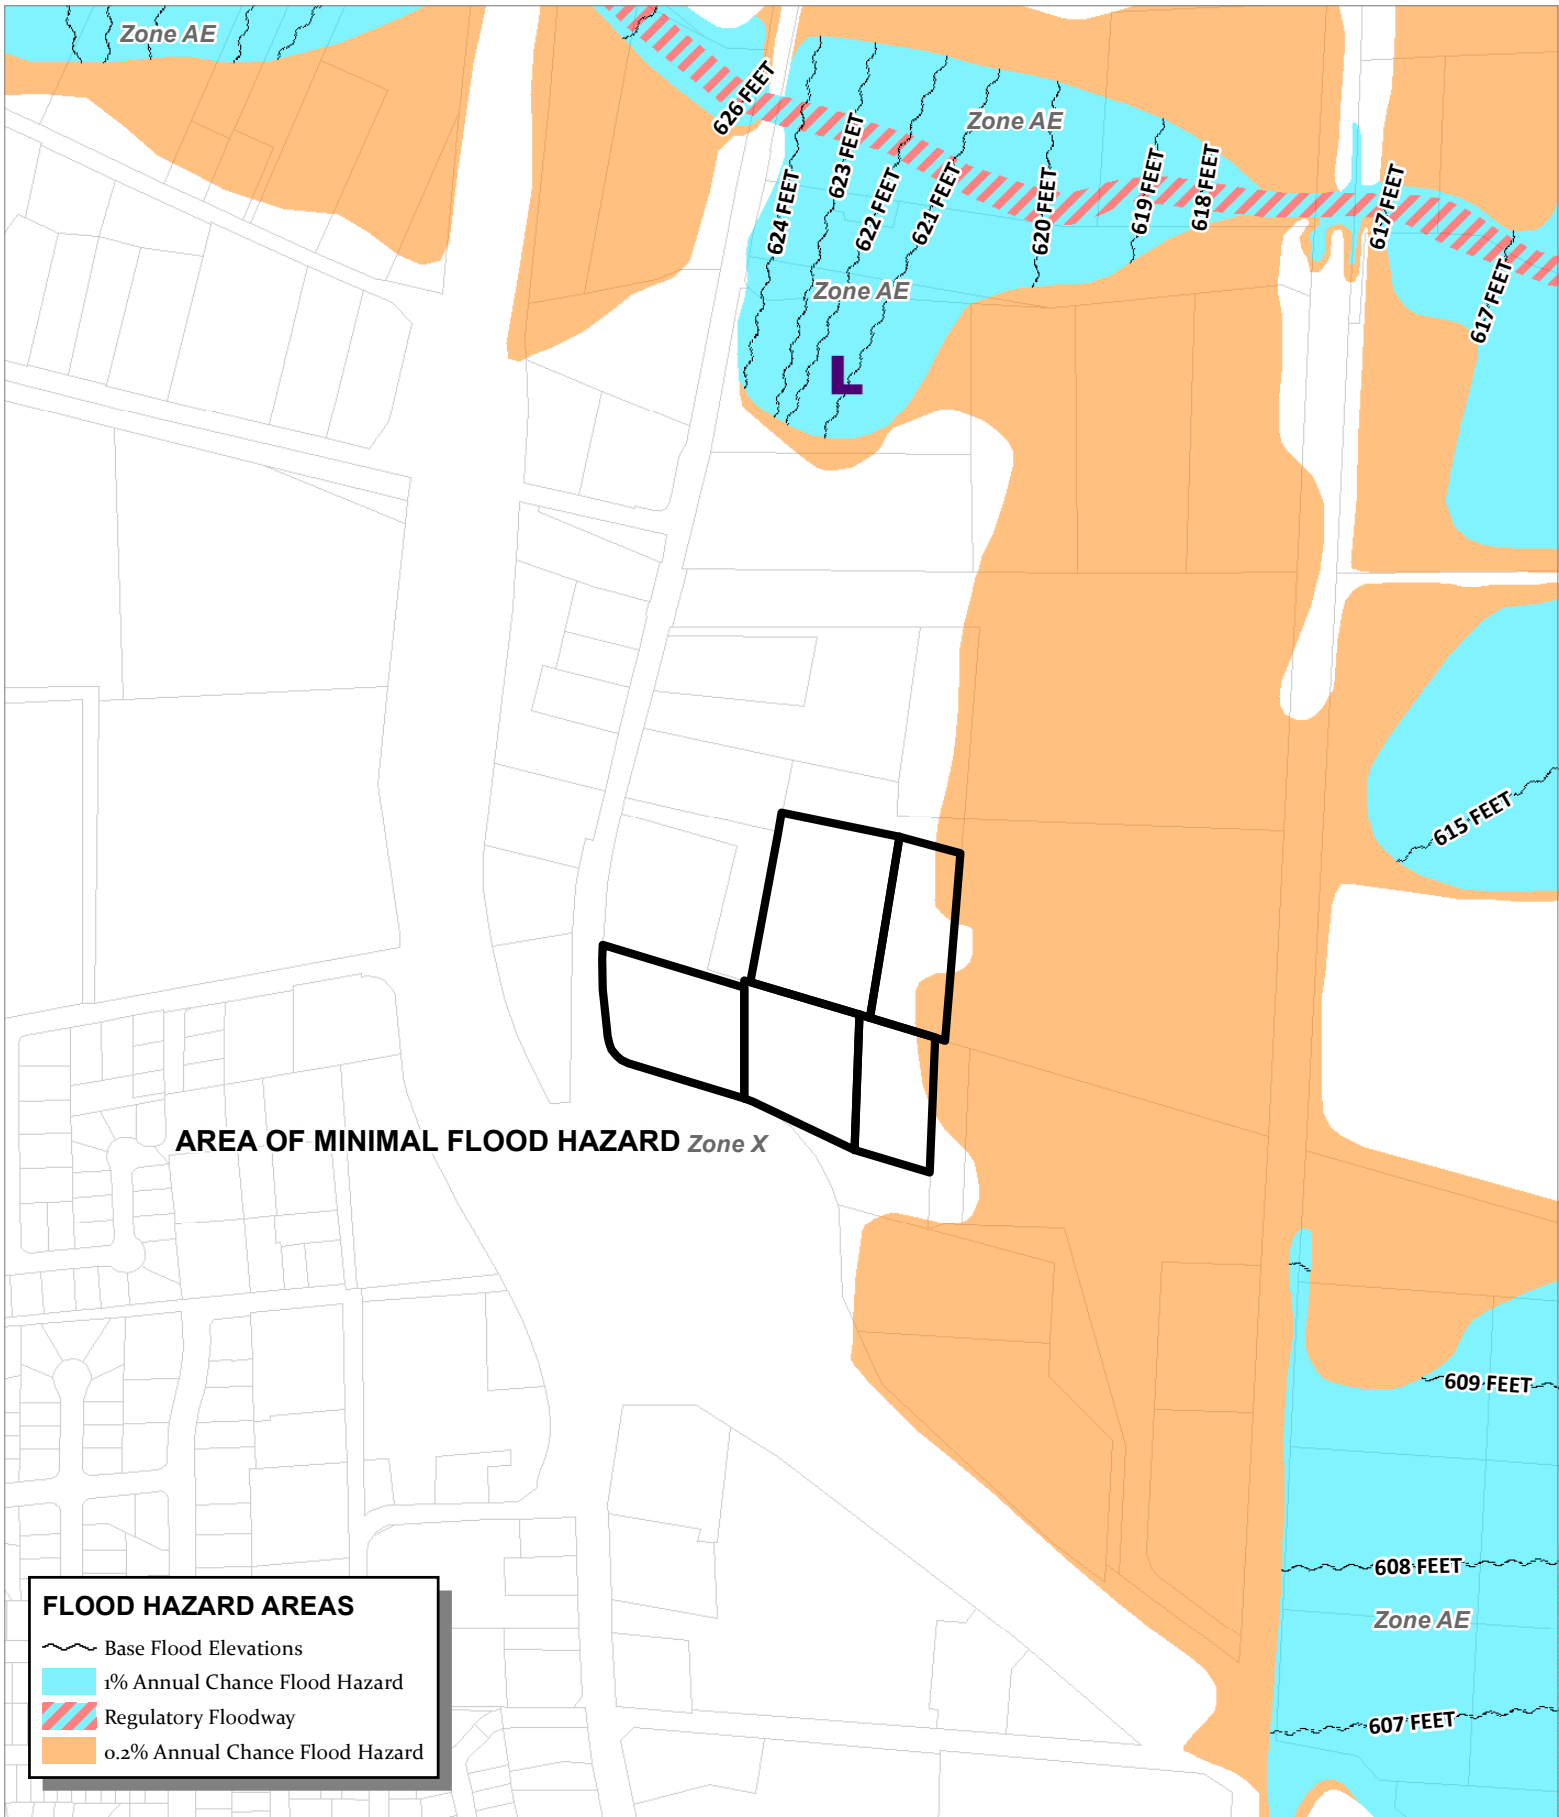 Zone AE
626 FEET
624 FEET
623 FEET
622 FEET
621 FEET
Zone AE
620 FEET
619 FEET
618 FEET
617 FEET
617 FEET
Zone AE
L
615 FEET
AREA OF MINIMAL FLOOD HAZARD Zone X
609 FEET
608 FEET
Zone AE
607 FEET
FLOOD HAZARD AREAS
Base Flood Elevations
1% Annual Chance Flood Hazard
Regulatory Floodway
0.2% Annual Chance Flood Hazard